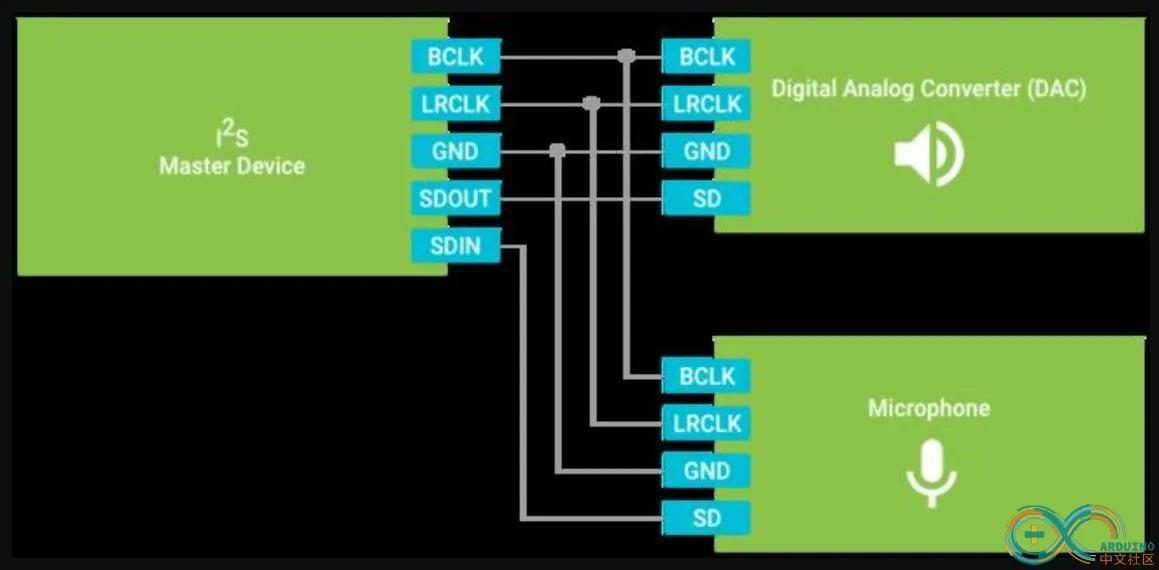 I²S
Master Device
BCLK
LRCLK
GND
SDOUT
SDIN
BCLK
LRCLK
GND
SD
Digital Analog Converter (DAC)
BCLK
LRCLK
GND
SD
Microphone
ARDUINO
中文社区